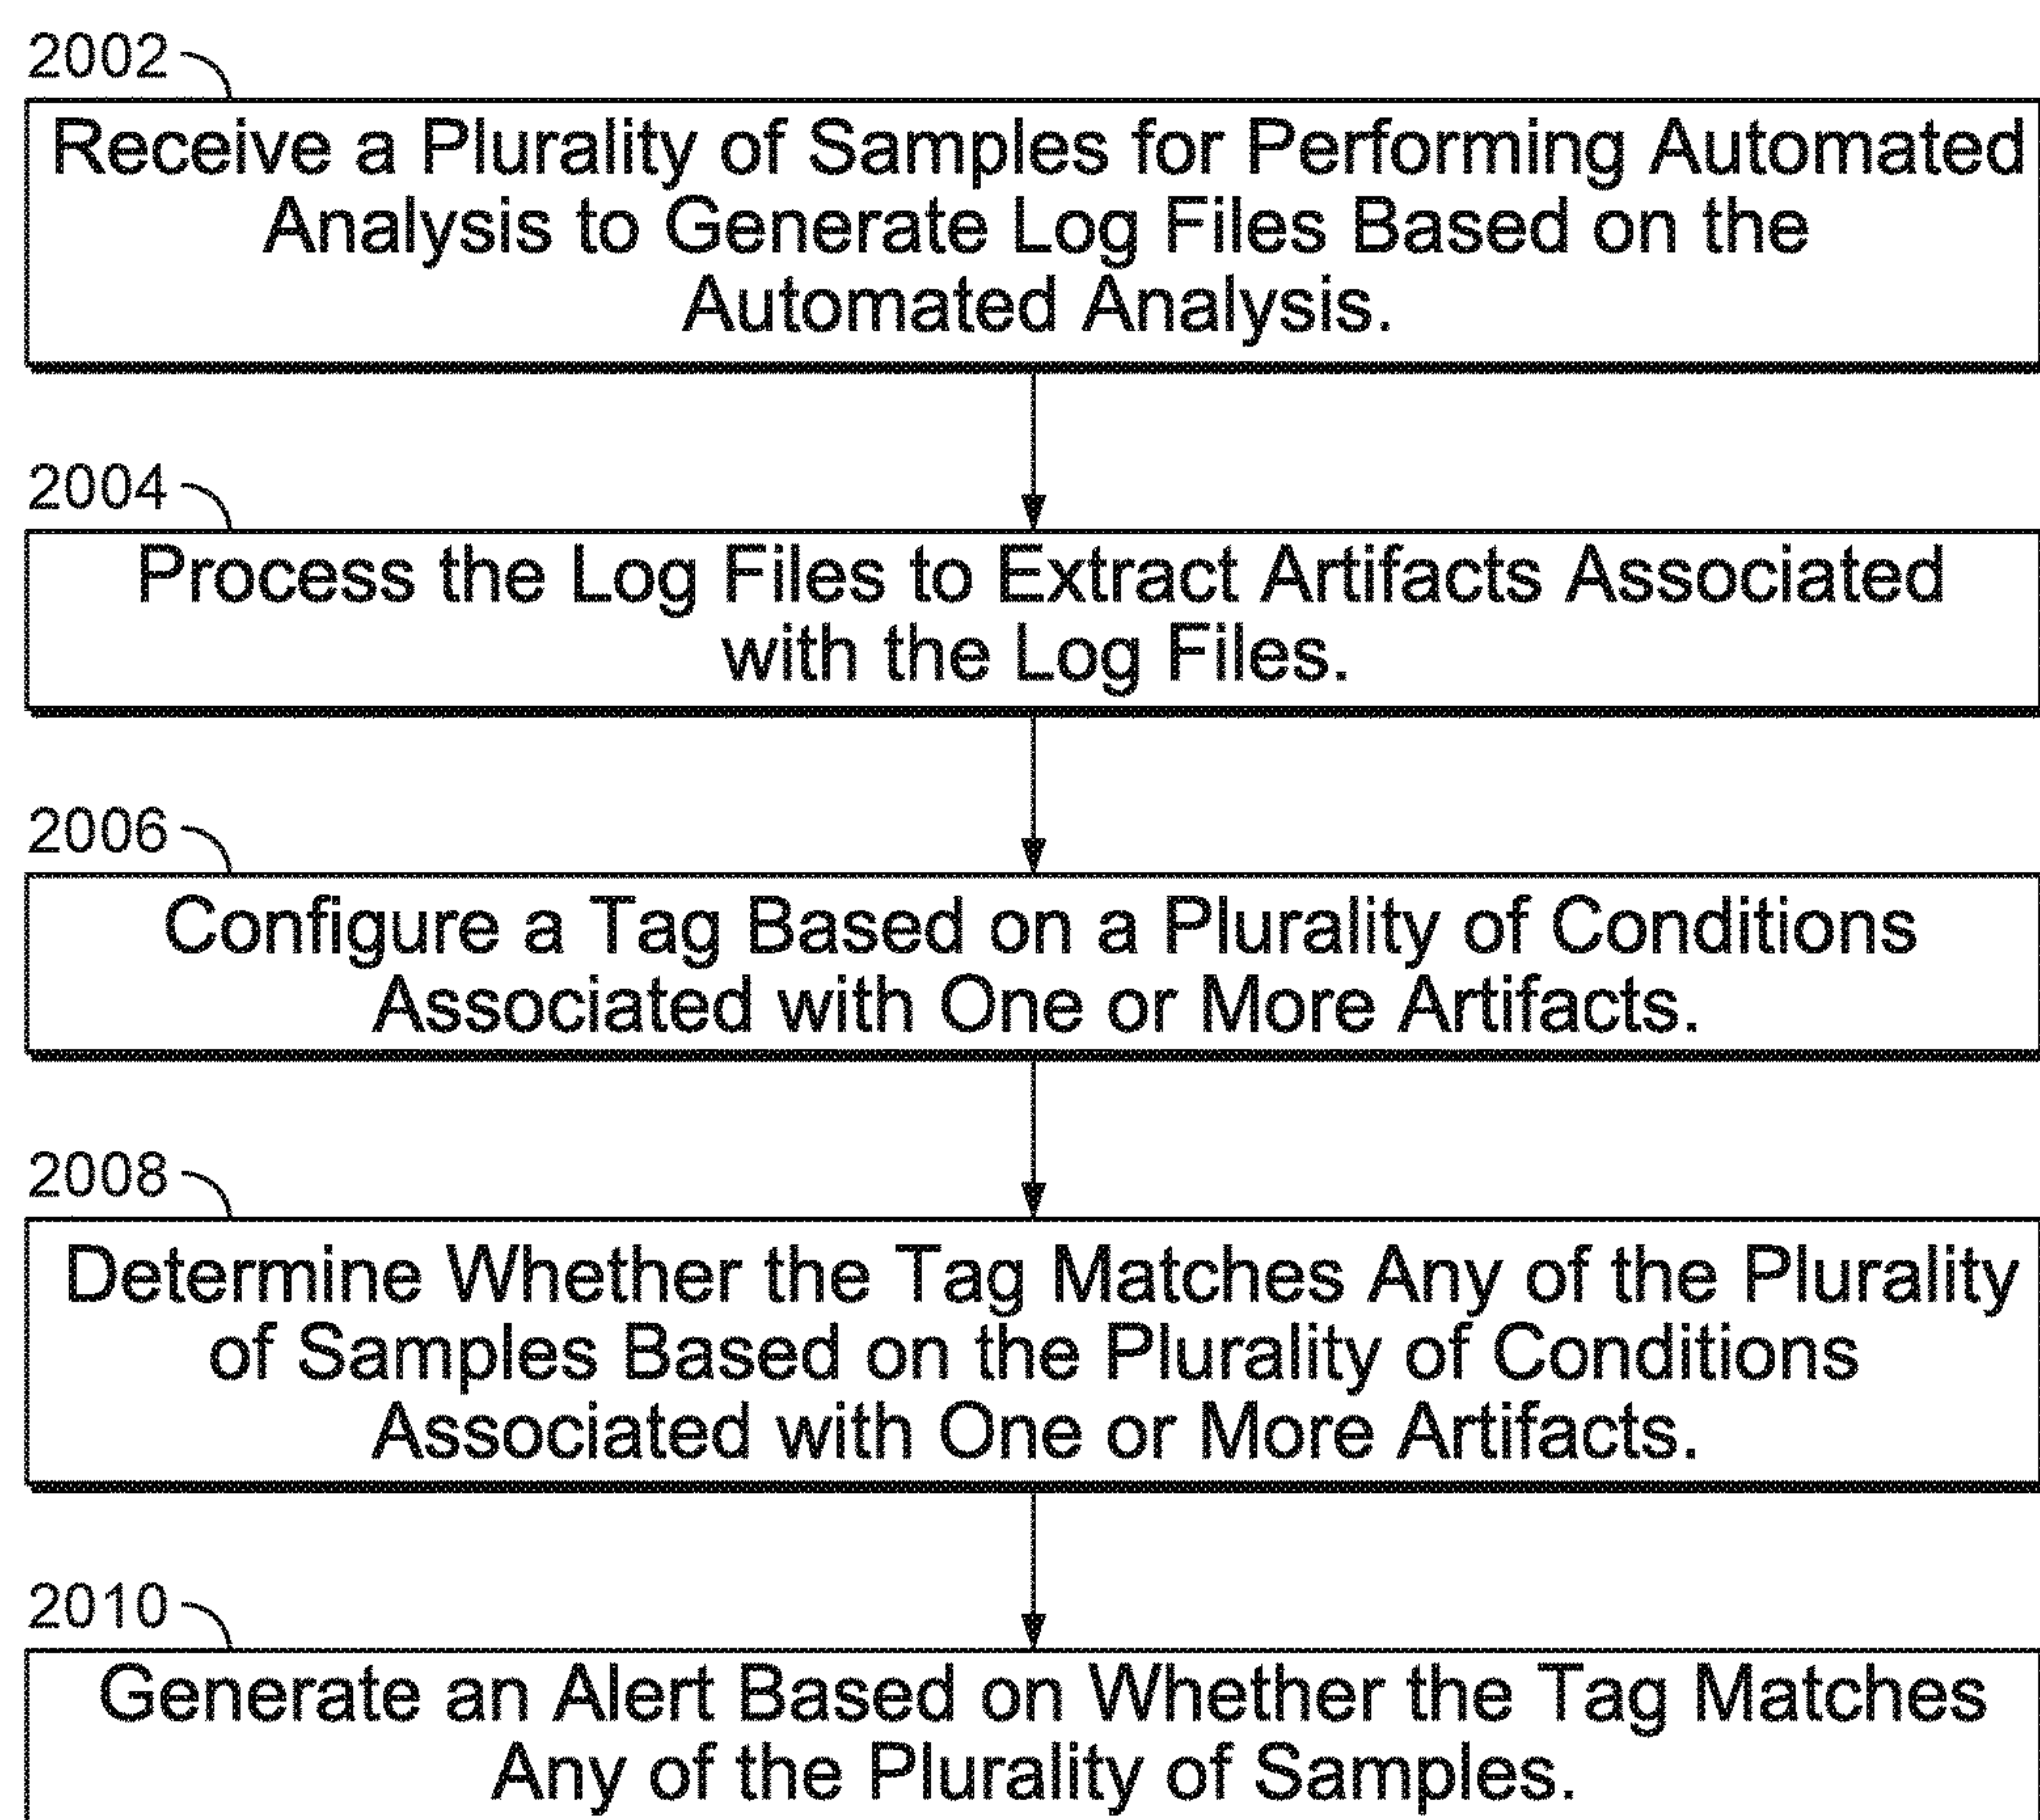 2002
Receive a Plurality of Samples for Performing Automated
Analysis to Generate Log Files Based on the
Automated Analysis.
2004
Process the Log Files to Extract Artifacts Associated
with the Log Files.
2006
Configure a Tag Based on a Plurality of Conditions
Associated with One or More Artifacts.
2008
Determine Whether the Tag Matches Any of the Plurality
of Samples Based on the Plurality of Conditions
Associated with One or More Artifacts.
2010
Generate an Alert Based on Whether the Tag Matches
Any of the Plurality of Samples.